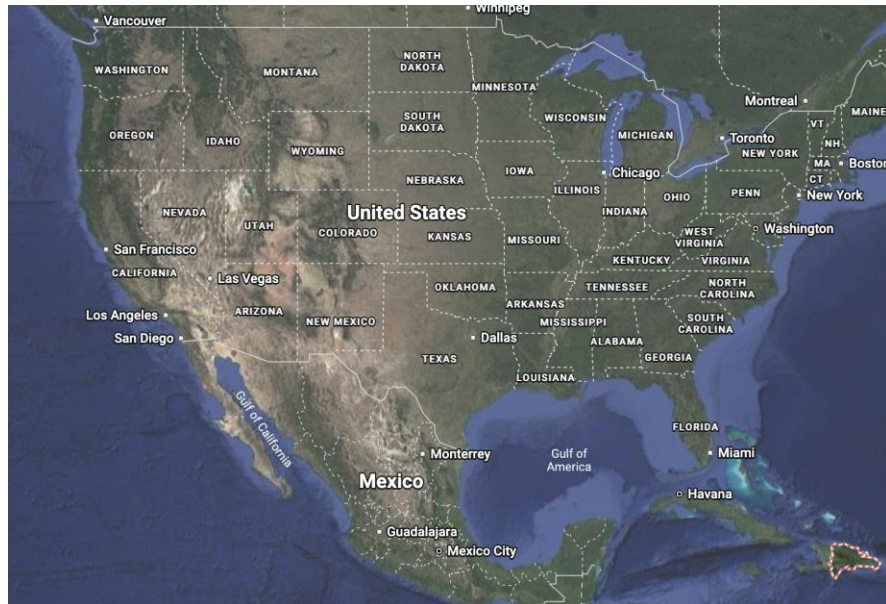 Winnipeg
Vancouver
WASHINGTON
MONTANA
NORTH
DAKOTA
MINNESOTA
Montreal
MAINE
OREGON
IDAHO
SOUTH
DAKOTA
WISCONSIN
MICHIGAN
Toronto
VT
NH
WYOMING
NEW YORK
MA
Boston
CT
IOWA
Chicago
NEBRASKA
ILLINOIS
OHIO
PENN
New York
NEVADA
United States
INDIANA
UTAH
COLORADO
KANSAS
MISSOURI
WEST
VIRGINIA
Washington
San Francisco
CALIFORNIA
KENTUCKY
VIRGINIA
Las Vegas
OKLAHOMA
TENNESSEE
NORTH
CAROLINA
ARKANSAS
Los Angeles
ARIZONA
NEW MEXICO
MISSISSIPPI
SOUTH
CAROLINA
San Diego
Dallas
ALABAMA
TEXAS
GEORGIA
LOUISIANA
Gulf of California
FLORIDA
Monterrey
Gulf of
America
Miami
Mexico
Havana
Guadalajara
Mexico City